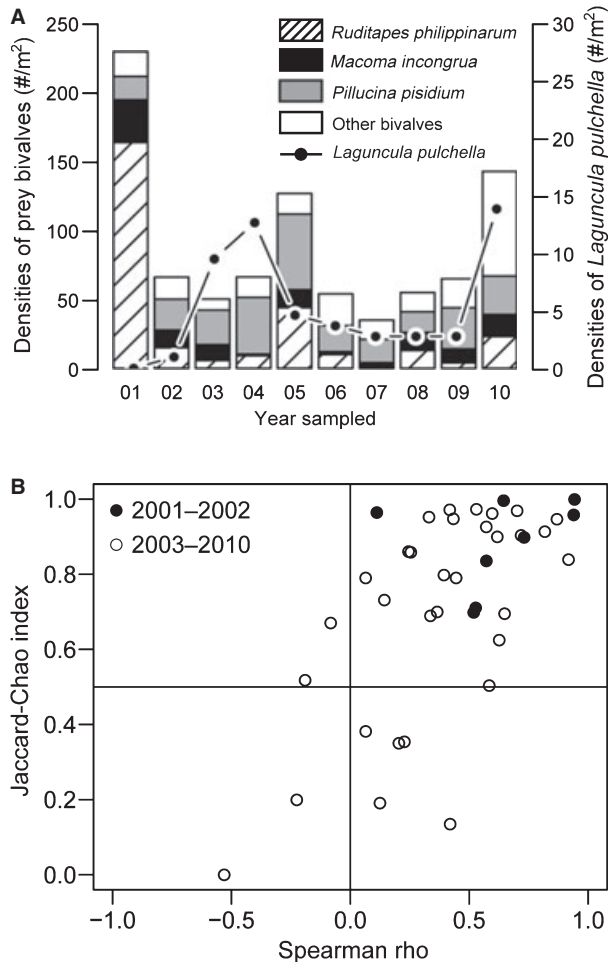 A
Densities of prey bivalves (#/m²)
250
200
150
100
50
0
Ruditapes philippinarum
Macoma incongrua
Pillucina pisidium
Other bivalves
Laguncula pulchella
30
25
20
15
10
5
0
Densities of Laguncula pulchella (#/m²)
01 02 03 04 05 06 07 08 09 10
Year sampled
B
Jaccard-Chao index
1.0
0.8
0.6
0.4
0.2
0.0
2001–2002
2003–2010
−1.0 −0.5 0.0 0.5 1.0
Spearman rho